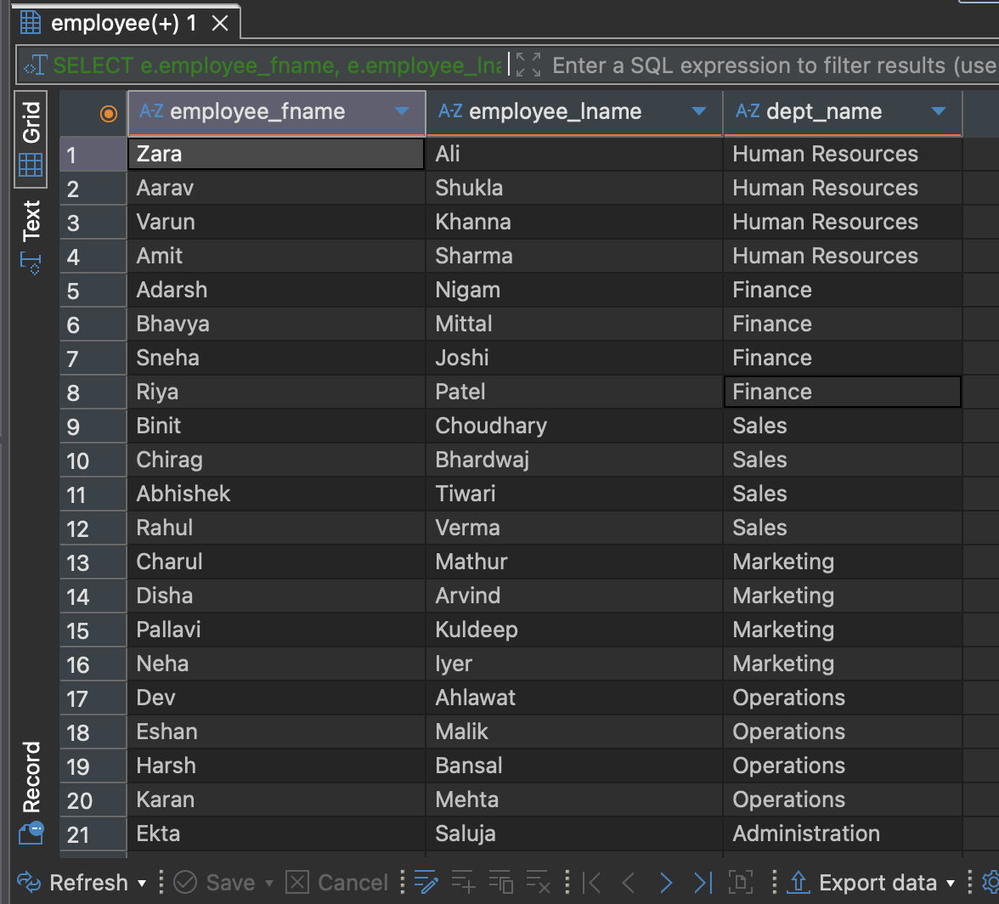 employee(+) 1
SELECT e.employee_fname, e.employee_lna Enter a SQL expression to filter results (use
Grid
Text
Record
A-Z employee_fname A-Z employee_lname A-Z dept_name
1 Zara Ali Human Resources
2 Aarav Shukla Human Resources
3 Varun Khanna Human Resources
4 Amit Sharma Human Resources
5 Adarsh Nigam Finance
6 Bhavya Mittal Finance
7 Sneha Joshi Finance
8 Riya Patel Finance
9 Binit Choudhary Sales
10 Chirag Bhardwaj Sales
11 Abhishek Tiwari Sales
12 Rahul Verma Sales
13 Charul Mathur Marketing
14 Disha Arvind Marketing
15 Pallavi Kuldeep Marketing
16 Neha Iyer Marketing
17 Dev Ahlawat Operations
18 Eshan Malik Operations
19 Harsh Bansal Operations
20 Karan Mehta Operations
21 Ekta Saluja Administration
Refresh Save Cancel Export data